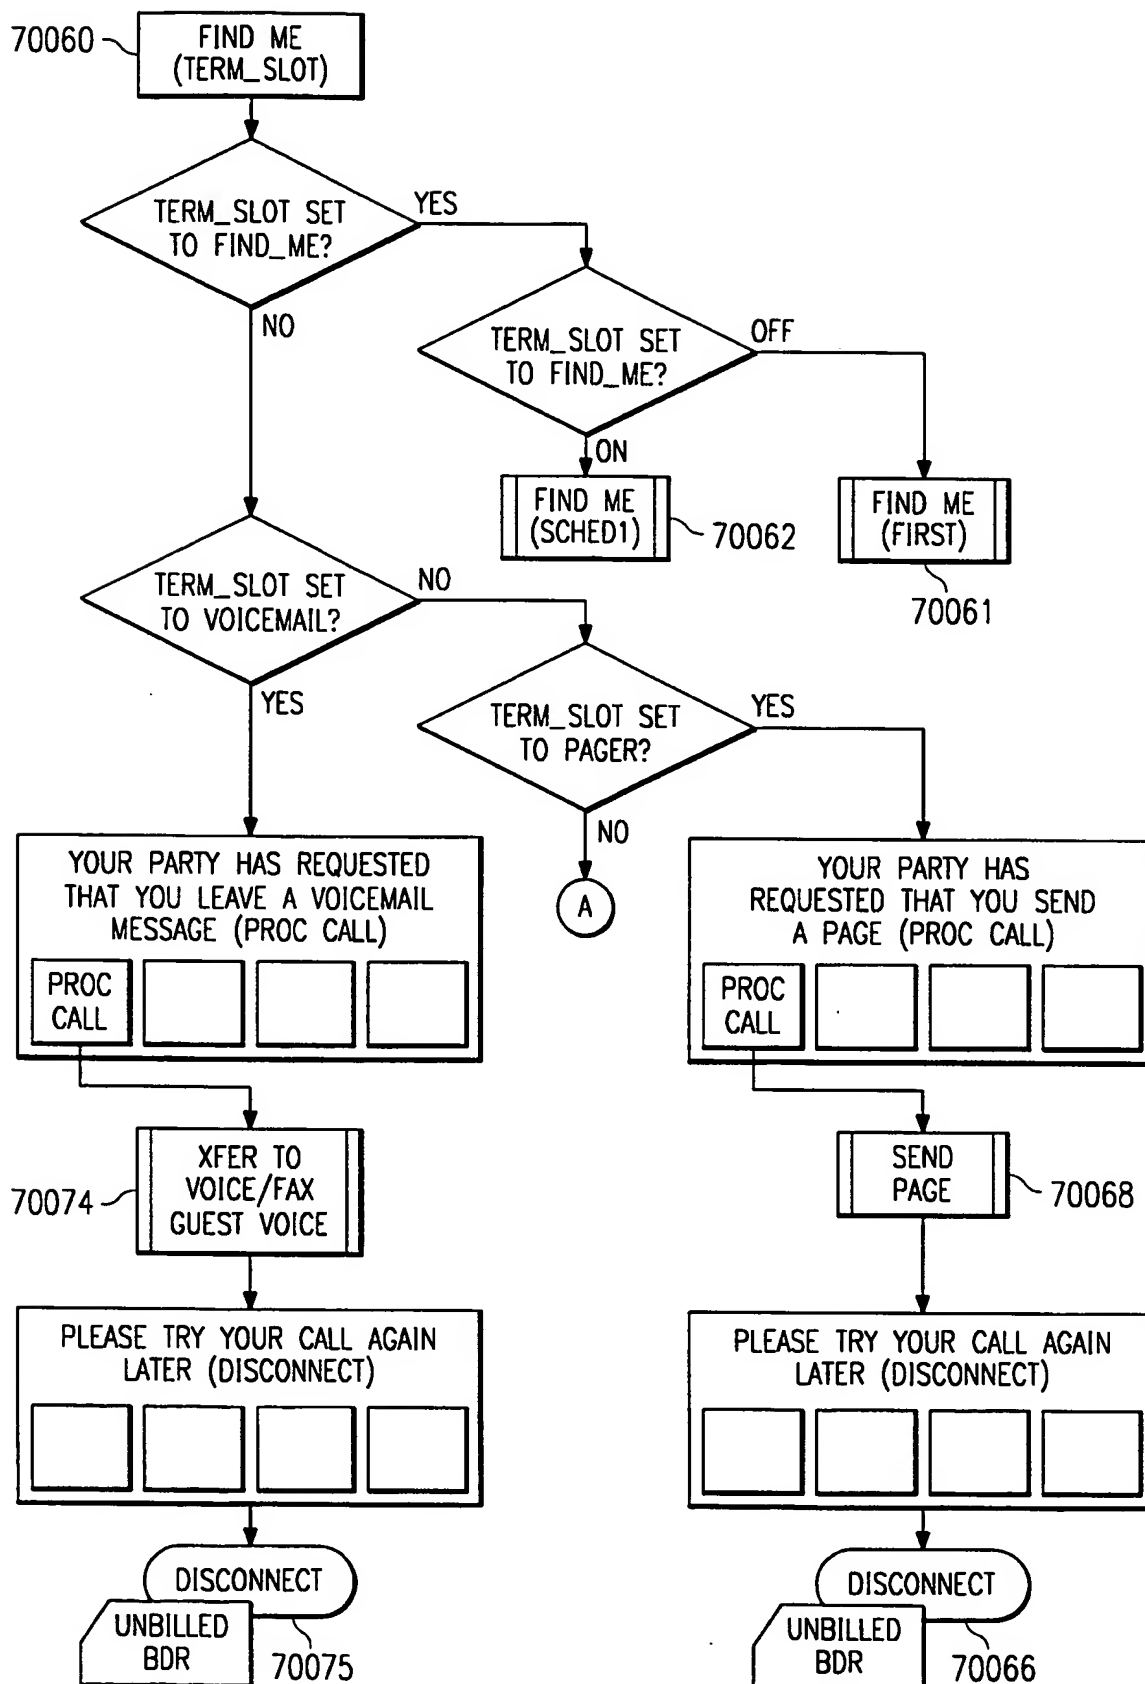 70060
FIND ME
(TERM_SLOT)
TERM_SLOT SET
TO FIND_ME?
YES
NO
TERM_SLOT SET
TO FIND_ME?
OFF
ON
FIND ME
(SCHED1)
70062
FIND ME
(FIRST)
70061
TERM_SLOT SET
TO VOICEMAIL?
NO
YES
TERM_SLOT SET
TO PAGER?
YES
NO
A
YOUR PARTY HAS REQUESTED
THAT YOU LEAVE A VOICEMAIL
MESSAGE (PROC CALL)
PROC
CALL
YOUR PARTY HAS
REQUESTED THAT YOU SEND
A PAGE (PROC CALL)
PROC
CALL
70074
XFER TO
VOICE/FAX
GUEST VOICE
SEND
PAGE
70068
PLEASE TRY YOUR CALL AGAIN
LATER (DISCONNECT)
PLEASE TRY YOUR CALL AGAIN
LATER (DISCONNECT)
DISCONNECT
UNBILLED
BDR
70075
DISCONNECT
UNBILLED
BDR
70066